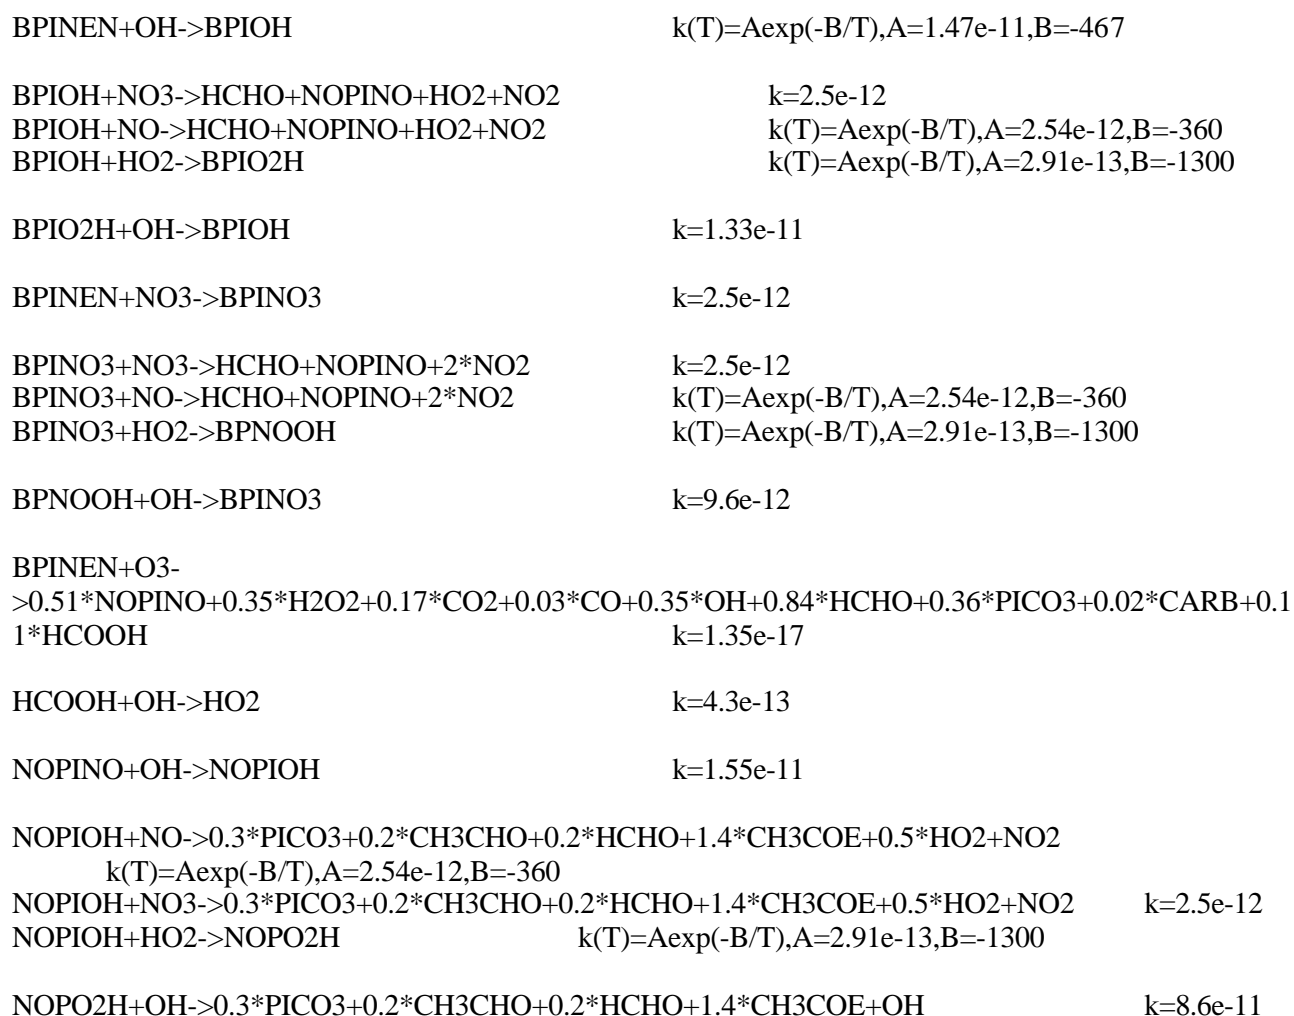 BPINEN+OH->BPIOH k(T)=Aexp(-B/T),A=1.47e-11,B=-467
BPIOH+NO3->HCHO+NOPINO+HO2+NO2 k=2.5e-12
BPIOH+NO->HCHO+NOPINO+HO2+NO2 k(T)=Aexp(-B/T),A=2.54e-12,B=-360
BPIOH+HO2->BPIO2H k(T)=Aexp(-B/T),A=2.91e-13,B=-1300
BPIO2H+OH->BPIOH k=1.33e-11
BPINEN+NO3->BPINO3 k=2.5e-12
BPINO3+NO3->HCHO+NOPINO+2*NO2 k=2.5e-12
BPINO3+NO->HCHO+NOPINO+2*NO2 k(T)=Aexp(-B/T),A=2.54e-12,B=-360
BPINO3+HO2->BPNOOH k(T)=Aexp(-B/T),A=2.91e-13,B=-1300
BPNOOH+OH->BPINO3 k=9.6e-12
BPINEN+O3-
>0.51*NOPINO+0.35*H2O2+0.17*CO2+0.03*CO+0.35*OH+0.84*HCHO+0.36*PICO3+0.02*CARB+0.1
1*HCOOH k=1.35e-17
HCOOH+OH->HO2 k=4.3e-13
NOPINO+OH->NOPIOH k=1.55e-11
NOPIOH+NO->0.3*PICO3+0.2*CH3CHO+0.2*HCHO+1.4*CH3COE+0.5*HO2+NO2
k(T)=Aexp(-B/T),A=2.54e-12,B=-360
NOPIOH+NO3->0.3*PICO3+0.2*CH3CHO+0.2*HCHO+1.4*CH3COE+0.5*HO2+NO2 k=2.5e-12
NOPIOH+HO2->NOPO2H k(T)=Aexp(-B/T),A=2.91e-13,B=-1300
NOPO2H+OH->0.3*PICO3+0.2*CH3CHO+0.2*HCHO+1.4*CH3COE+OH k=8.6e-11